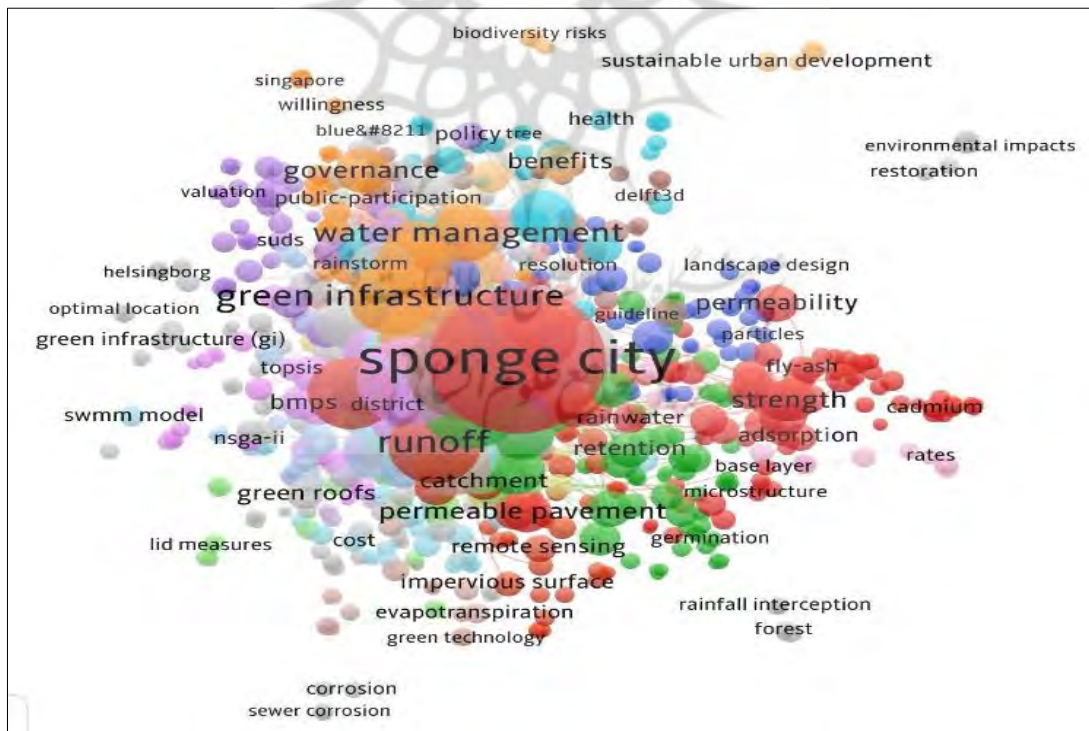 biodiversity risks
sustainable urban development
singapore
willingness
health
blue&#8211
policy tree
environmental impacts
governance
benefits
restoration
valuation
public-participation
delft3d
suds
water management
helsingborg
rainstorm
resolution
landscape design
green infrastructure
permeability
optimal location
guideline
green infrastructure (gi)
particles
sponge city
topsis
fly-ash
bmps
district
strength
cadmium
swmm model
rainwater
nsga-ii
runoff
retention
adsorption
rates
catchment
base layer
green roofs
microstructure
permeable pavement
lid measures
cost
remote sensing
germination
impervious surface
evapotranspiration
rainfall interception
green technology
forest
corrosion
sewer corrosion